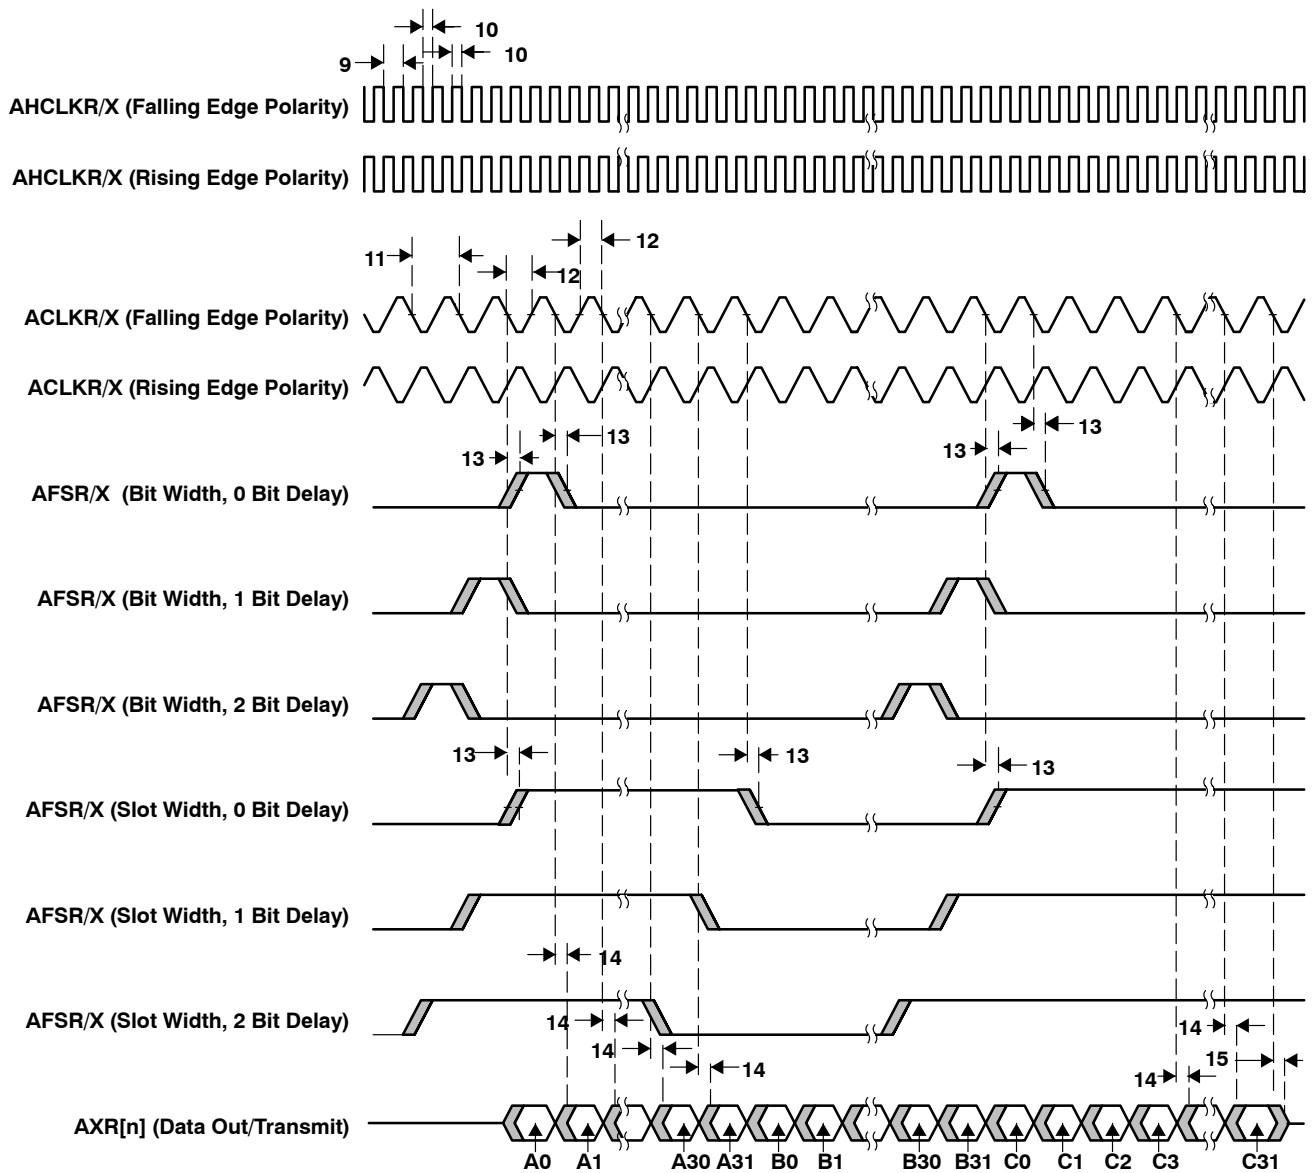 10
10
9
AHCLKR/X (Falling Edge Polarity)
AHCLKR/X (Rising Edge Polarity)
12
11
12
ACLKR/X (Falling Edge Polarity)
ACLKR/X (Rising Edge Polarity)
13
13
13
13
AFSR/X (Bit Width, 0 Bit Delay)
AFSR/X (Bit Width, 1 Bit Delay)
AFSR/X (Bit Width, 2 Bit Delay)
13
13
13
AFSR/X (Slot Width, 0 Bit Delay)
AFSR/X (Slot Width, 1 Bit Delay)
14
AFSR/X (Slot Width, 2 Bit Delay)
14
14
14
14
15
14
AXR[n] (Data Out/Transmit)
A0 A1 A30 A31 B0 B1 B30 B31 C0 C1 C2 C3 C31